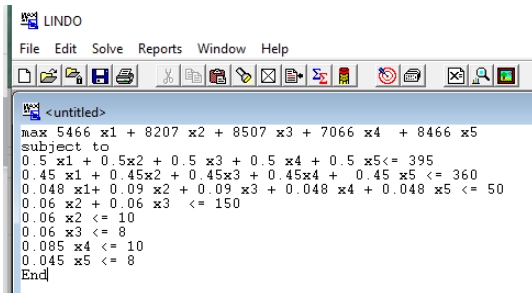 LINDO
File Edit Solve Reports Window Help
<untitled>
max 5466 x1 + 8207 x2 + 8507 x3 + 7066 x4  + 8466 x5
subject to
0.5 x1 + 0.5x2 + 0.5 x3 + 0.5 x4 + 0.5 x5<= 395
0.45 x1 + 0.45x2 + 0.45x3 + 0.45x4 +  0.45 x5 <= 360
0.048 x1+ 0.09 x2 + 0.09 x3 + 0.048 x4 + 0.048 x5 <= 50
0.06 x2 + 0.06 x3  <= 150
0.06 x2 <= 10
0.06 x3 <= 8
0.085 x4 <= 10
0.045 x5 <= 8
End